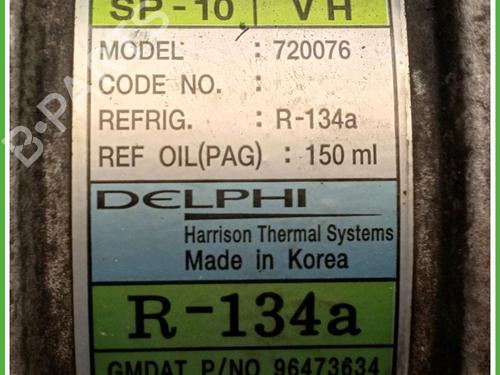 SP-10 VH
MODEL : 720076
CODE NO. :
REFRIG. : R-134a
REF OIL(PAG) : 150 ml
DELPHI
Harrison Thermal Systems
Made in Korea
R-134a
GMDAT P/NO 96473634
B-PARTS